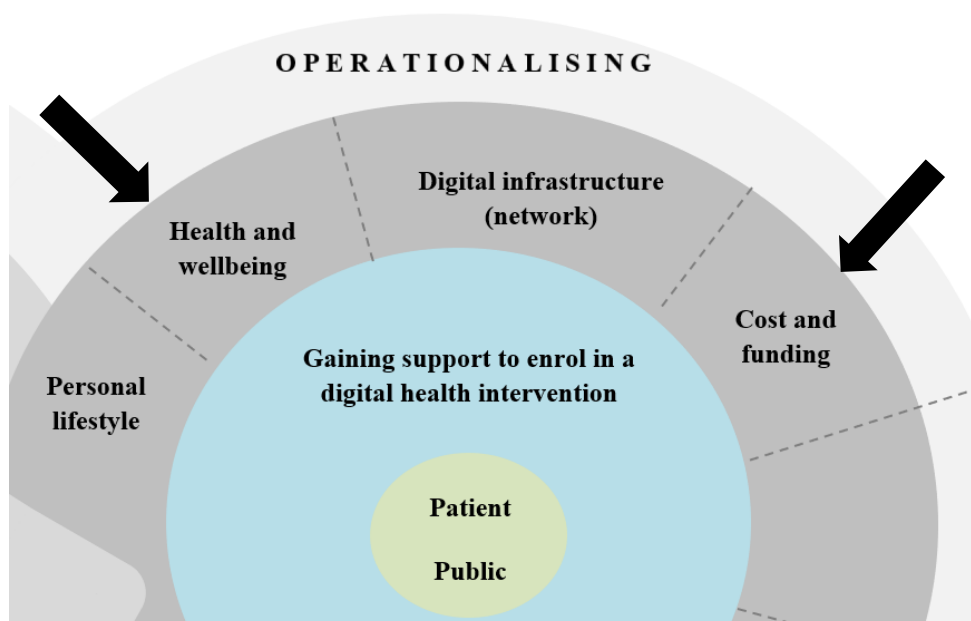 OPERATIONALISING
Digital infrastructure
(network)
Health and
wellbeing
Cost and
funding
Personal
lifestyle
Gaining support to enrol in a
digital health intervention
Patient
Public